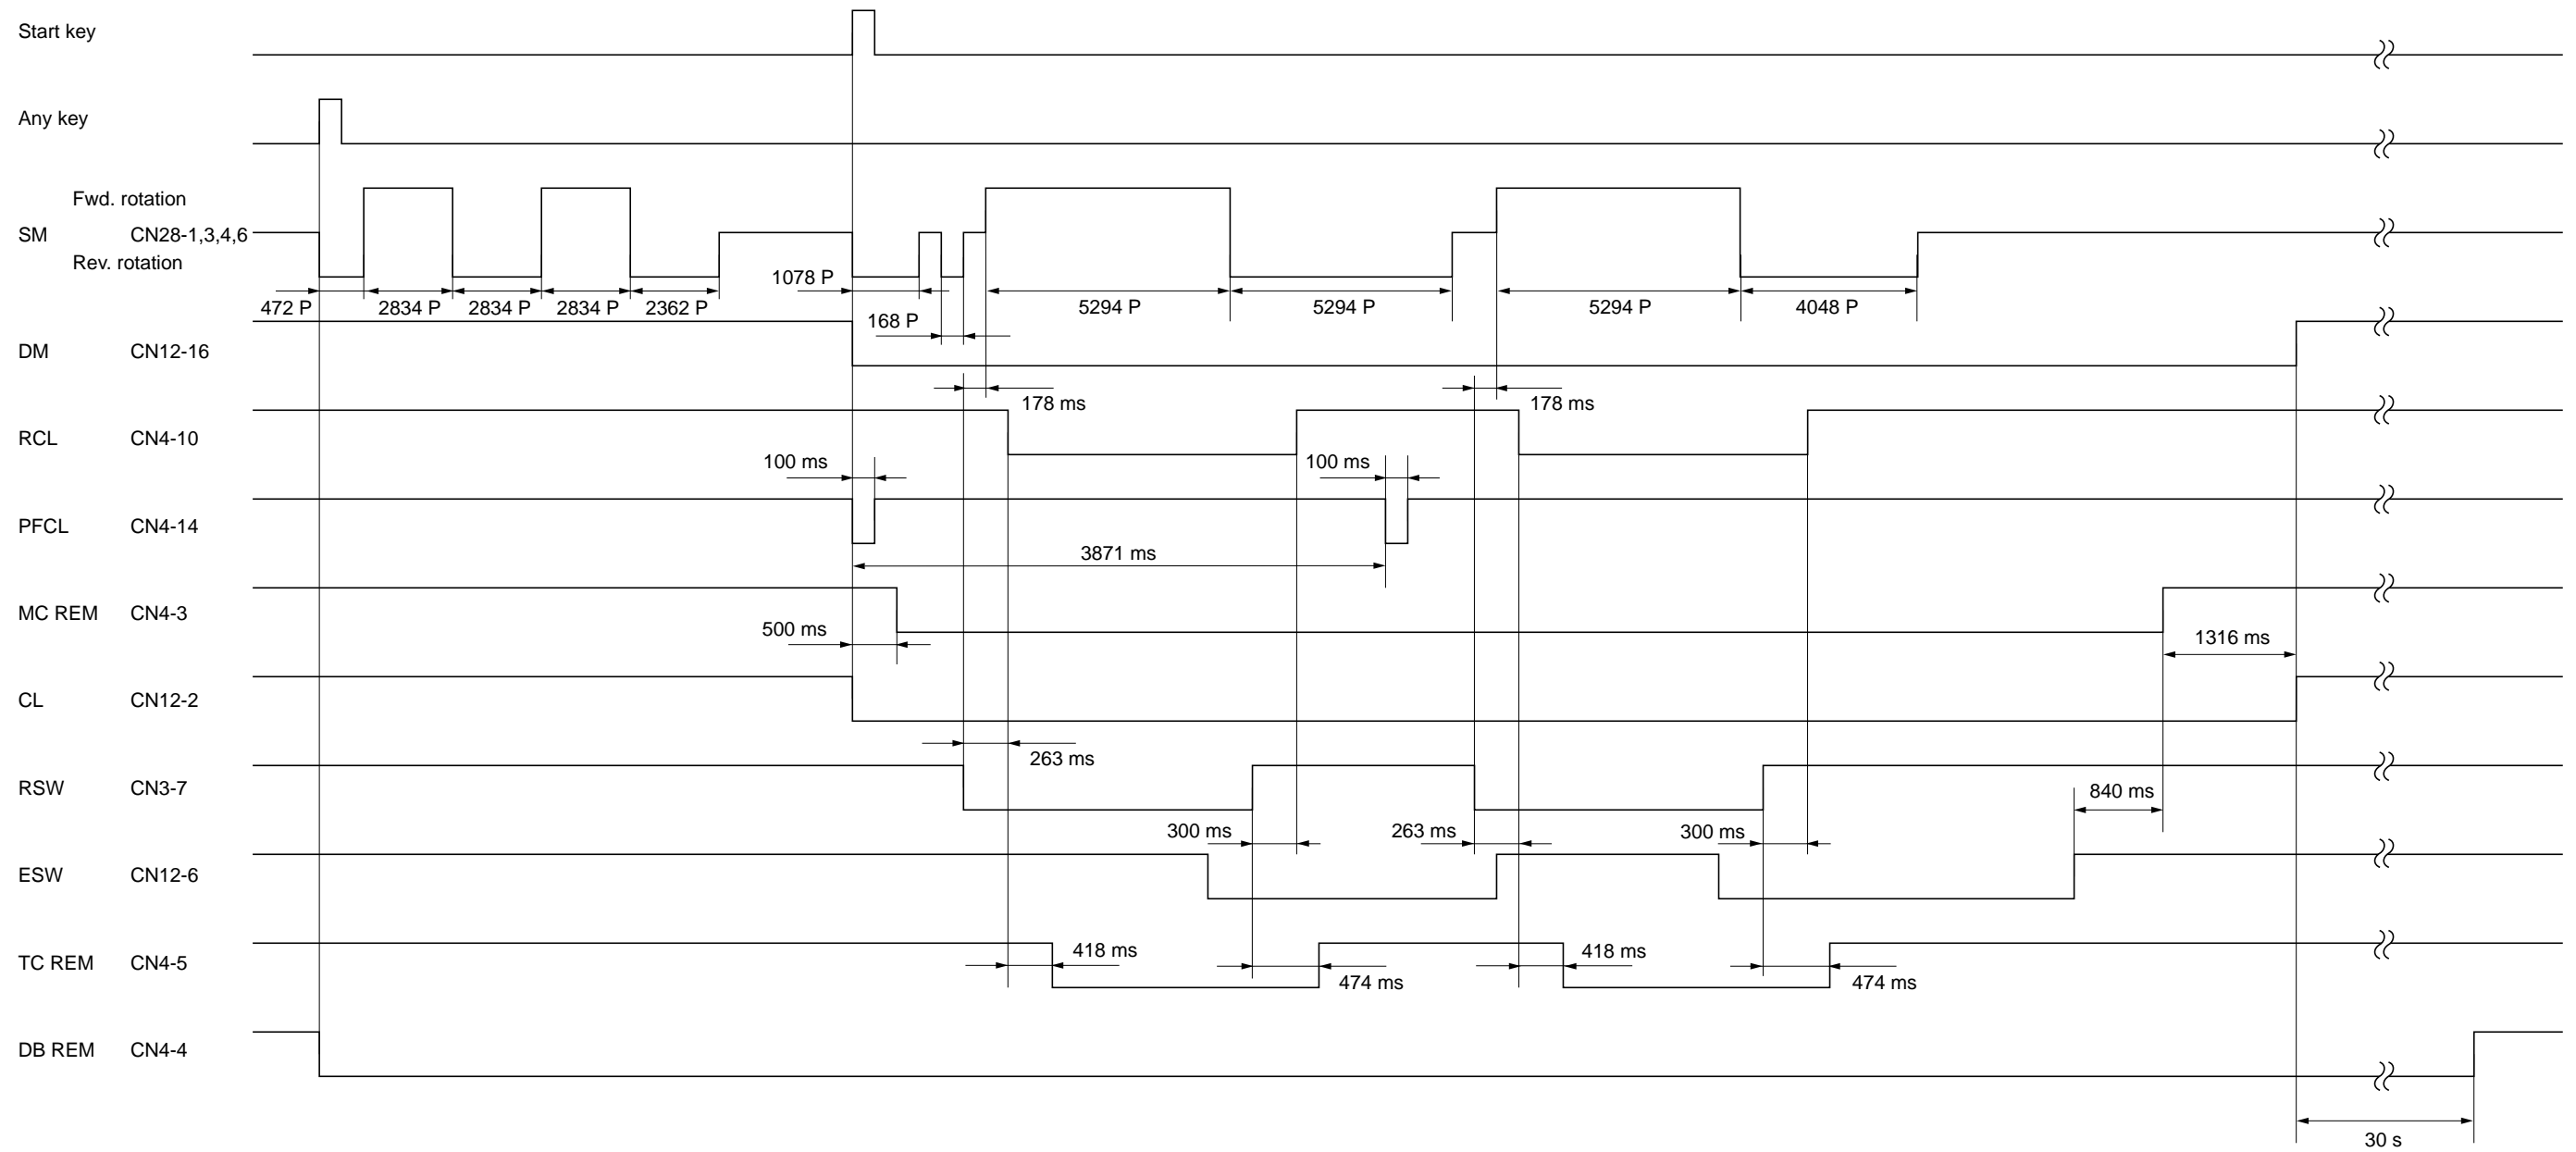 Start key
Any key
Fwd. rotation
SM CN28-1,3,4,6
Rev. rotation
1078 P
472 P 2834 P 2834 P 2834 P 2362 P 5294 P 5294 P 5294 P 4048 P
168 P
DM CN12-16
178 ms 178 ms
RCL CN4-10
100 ms 100 ms
PFCL CN4-14
3871 ms
MC REM CN4-3
500 ms 1316 ms
CL CN12-2
263 ms
RSW CN3-7 840 ms
300 ms 263 ms 300 ms
ESW CN12-6
418 ms 418 ms
TC REM CN4-5
474 ms 474 ms
DB REM CN4-4
30 s